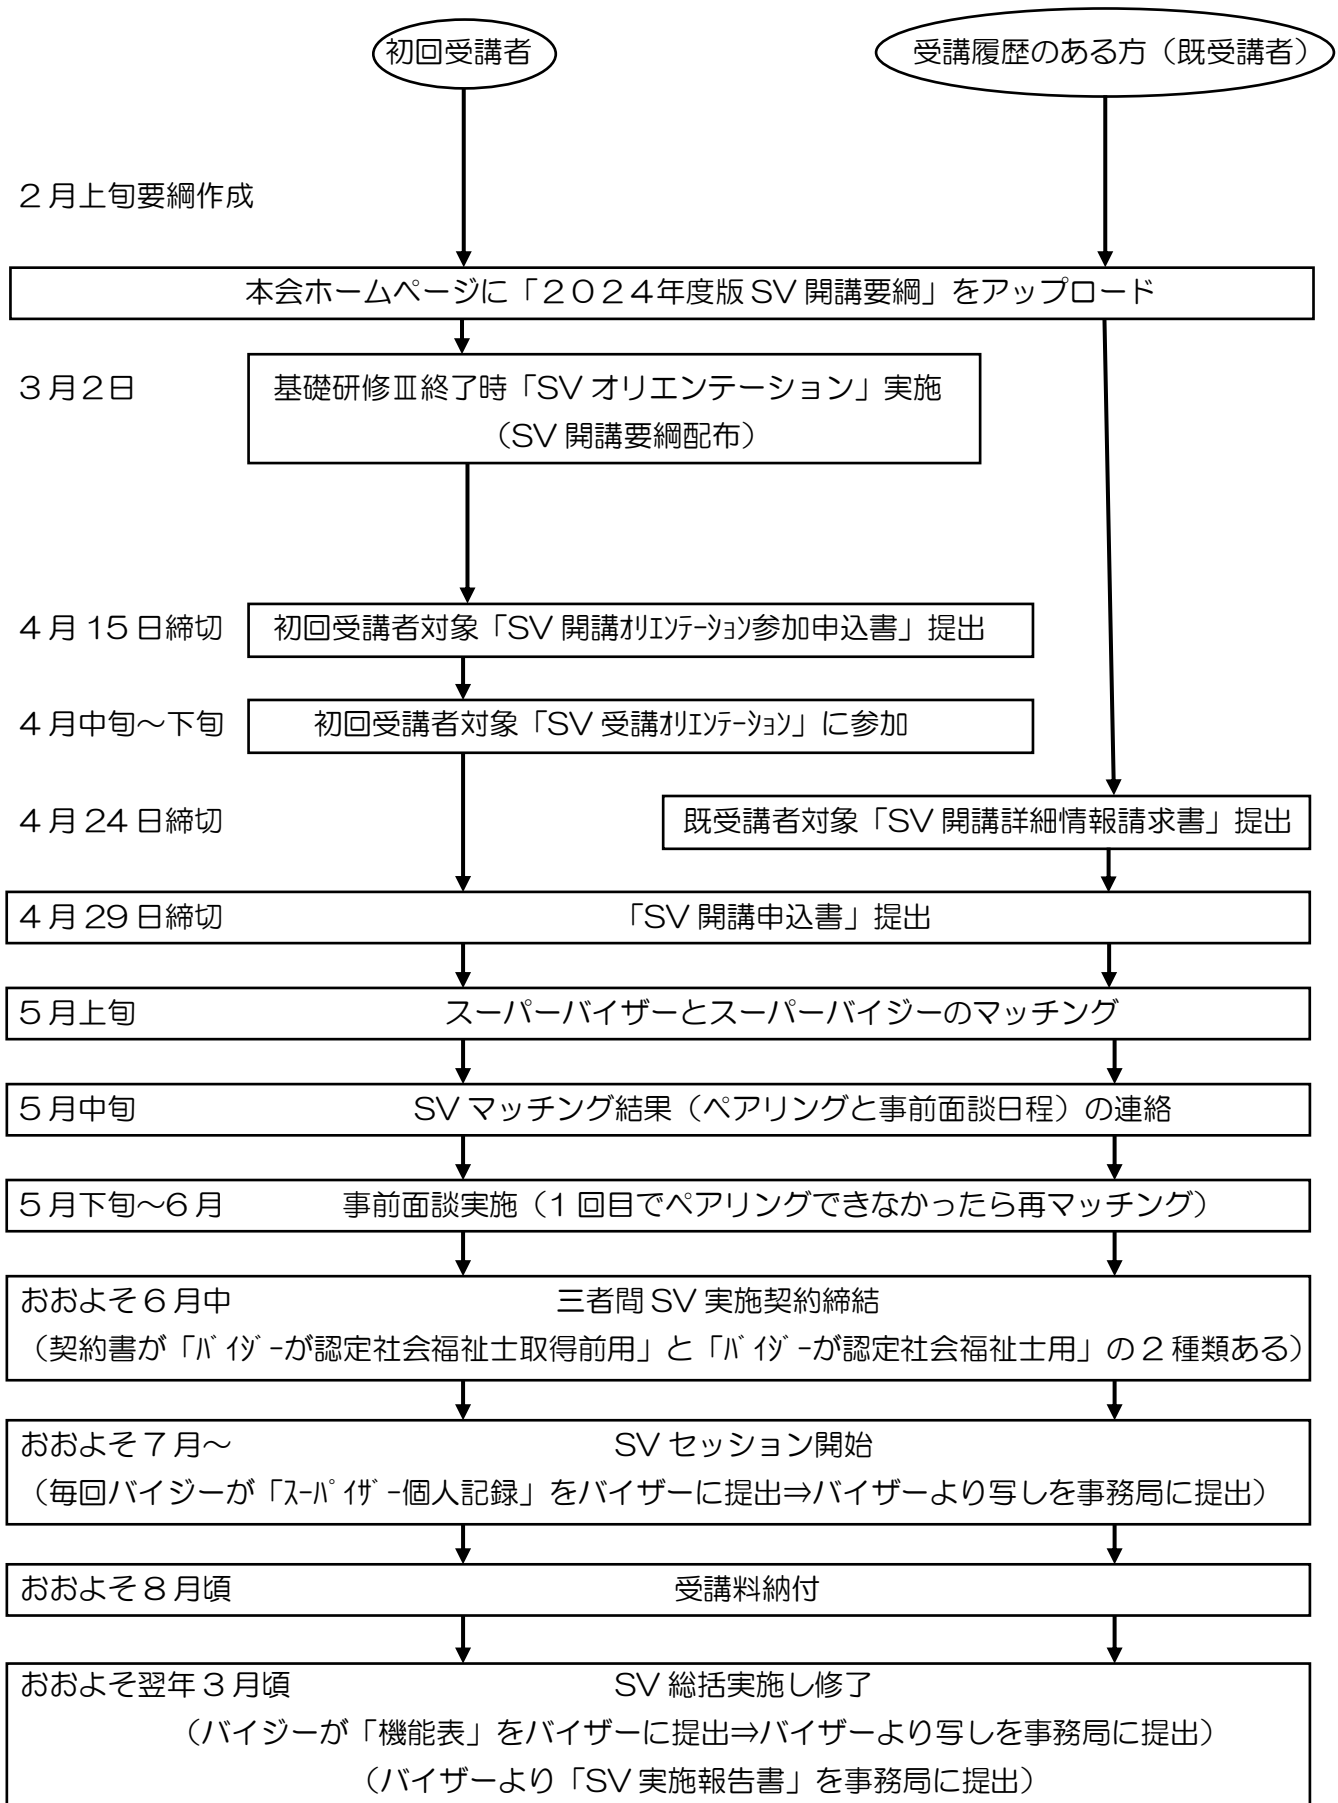 初回受講者
受講履歴のある方（既受講者）
２月上旬要綱作成
本会ホームページに「２０２４年度版 SV 開講要綱」をアップロード
３月２日
基礎研修Ⅲ終了時「SV オリエンテーション」実施
（SV 開講要綱配布）
４月 15 日締切
初回受講者対象「SV 開講ｵﾘｴﾝﾃｰｼｮﾝ参加申込書」提出
４月中旬～下旬
初回受講者対象「SV 受講ｵﾘｴﾝﾃｰｼｮﾝ」に参加
４月 24 日締切
既受講者対象「SV 開講詳細情報請求書」提出
４月 29 日締切
「SV 開講申込書」提出
５月上旬
スーパーバイザーとスーパーバイジーのマッチング
５月中旬
SV マッチング結果（ペアリングと事前面談日程）の連絡
５月下旬～６月
事前面談実施（１回目でペアリングできなかったら再マッチング）
おおよそ６月中
三者間 SV 実施契約締結
（契約書が「ﾊﾞｲｼﾞｰが認定社会福祉士取得前用」と「ﾊﾞｲｼﾞｰが認定社会福祉士用」の２種類ある）
おおよそ７月～
SV セッション開始
（毎回バイジーが「ｽｰﾊﾟｲｻﾞｰ個人記録」をバイザーに提出⇒バイザーより写しを事務局に提出）
おおよそ８月頃
受講料納付
おおよそ翌年３月頃
SV 総括実施し修了
（バイジーが「機能表」をバイザーに提出⇒バイザーより写しを事務局に提出）
（バイザーより「SV 実施報告書」を事務局に提出）